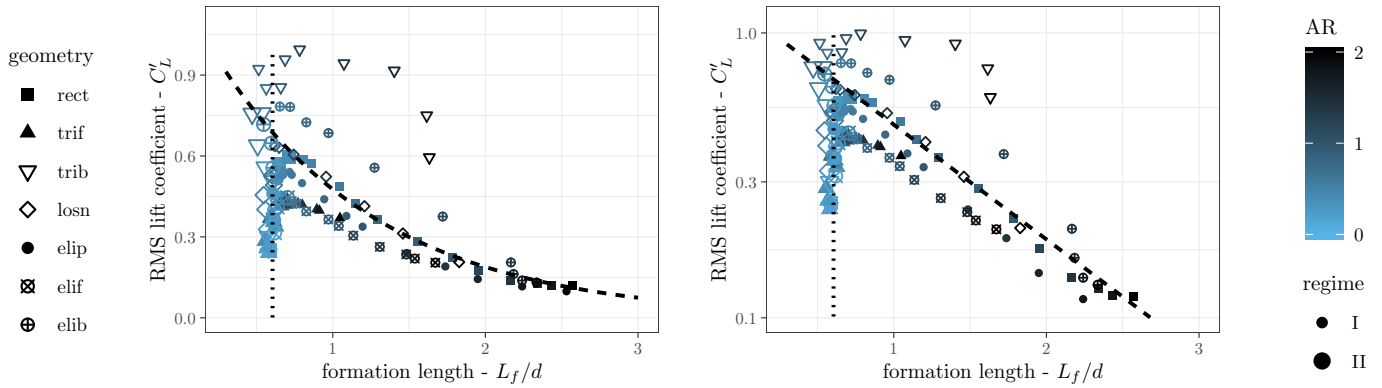 geometry
rect
trif
trib
losn
elip
elif
elib
RMS lift coefficient - C′_L
0.9
0.6
0.3
0.0
1
2
3
formation length - L_f/d
RMS lift coefficient - C′_L
1.0
0.3
0.1
1
2
3
formation length - L_f/d
AR
2
1
0
regime
I
II